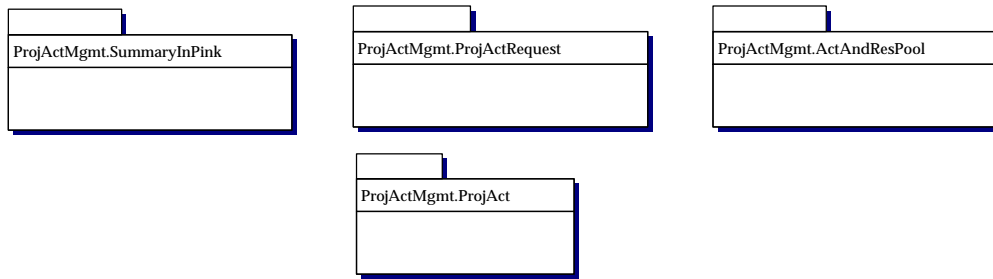 ProjActMgmt.SummaryInPink
ProjActMgmt.ProjActRequest
ProjActMgmt.ActAndResPool
ProjActMgmt.ProjAct